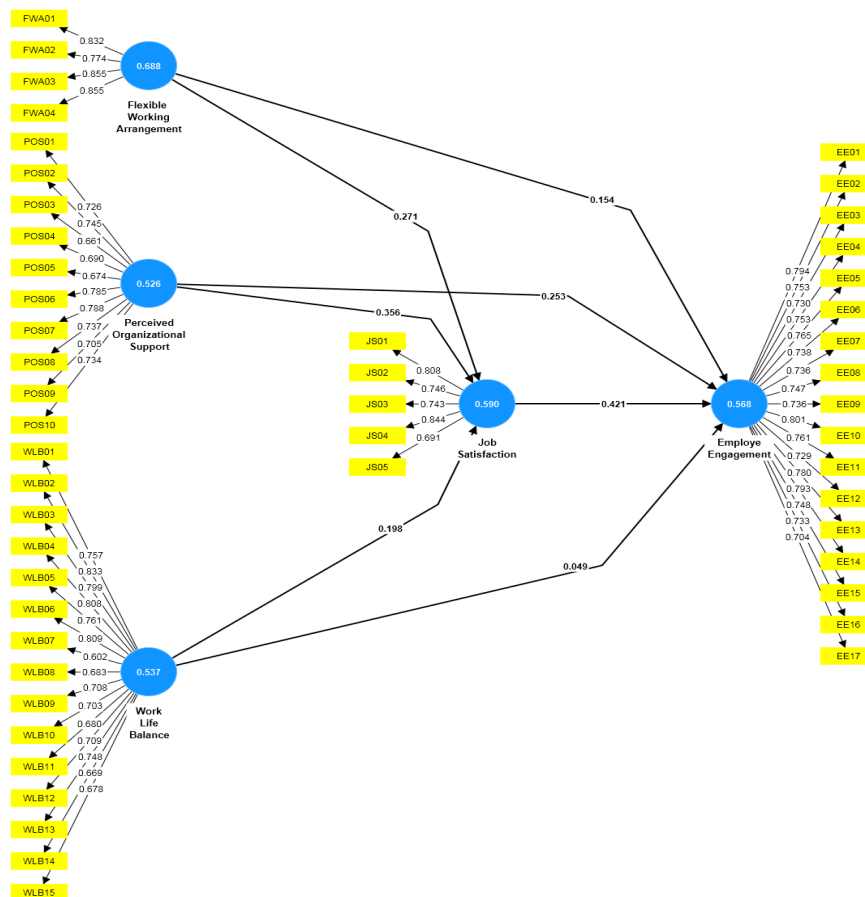 FWA01
FWA02
FWA03
FWA04
0.832
0.774
0.855
0.855
0.688
Flexible
Working
Arrangement
POS01
POS02
POS03
POS04
POS05
POS06
POS07
POS08
POS09
POS10
0.726
0.745
0.661
0.690
0.674
0.785
0.788
0.737
0.705
0.734
0.526
Perceived
Organizational
Support
WLB01
WLB02
WLB03
WLB04
WLB05
WLB06
WLB07
WLB08
WLB09
WLB10
WLB11
WLB12
WLB13
WLB14
WLB15
0.757
0.833
0.799
0.808
0.761
0.809
0.602
0.683
0.708
0.703
0.680
0.709
0.748
0.669
0.678
0.537
Work
Life
Balance
0.154
0.271
0.253
0.356
0.198
0.049
0.421
JS01
JS02
JS03
JS04
JS05
0.808
0.746
0.743
0.844
0.691
0.590
Job
Satisfaction
0.568
Employe
Engagement
0.794
0.753
0.730
0.753
0.765
0.738
0.736
0.747
0.736
0.801
0.761
0.729
0.780
0.793
0.748
0.733
0.704
EE01
EE02
EE03
EE04
EE05
EE06
EE07
EE08
EE09
EE10
EE11
EE12
EE13
EE14
EE15
EE16
EE17